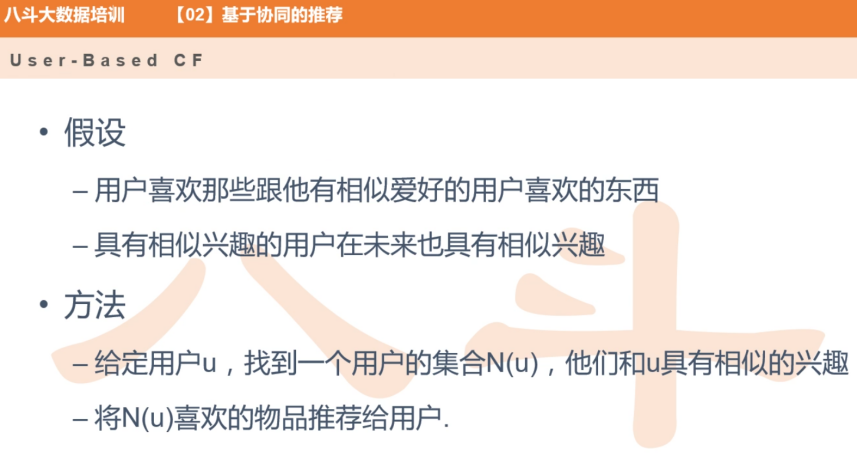 八斗大数据培训 【02】基于协同的推荐
User-Based CF
• 假设
– 用户喜欢那些跟他有相似爱好的用户喜欢的东西
– 具有相似兴趣的用户在未来也具有相似兴趣
• 方法
– 给定用户u，找到一个用户的集合N(u)，他们和u具有相似的兴趣
– 将N(u)喜欢的物品推荐给用户.
八斗